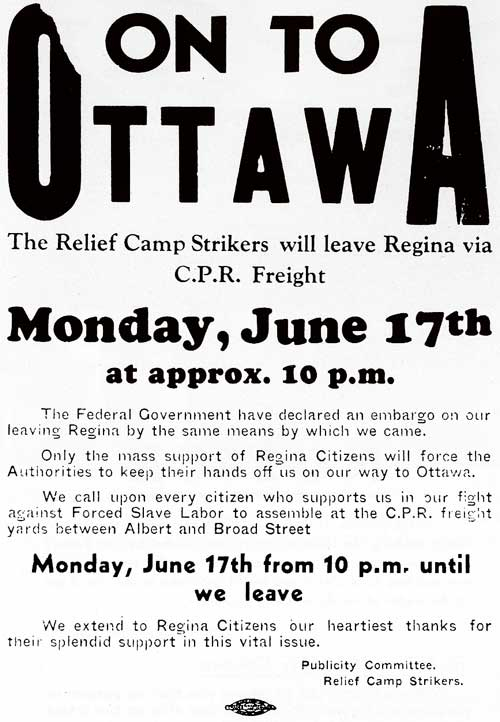 ON TO
OTTAWA
The Relief Camp Strikers will leave Regina via
C.P.R. Freight
Monday, June 17th
at approx. 10 p.m.
The Federal Government have declared an embargo on our
leaving Regina by the same means by which we came.
Only the mass support of Regina Citizens will force the
Authorities to keep their hands off us on our way to Ottawa.
We call upon every citizen who supports us in our fight
against Forced Slave Labor to assemble at the C.P.R. freight
yards between Albert and Broad Street
Monday, June 17th from 10 p.m. until
we leave
We extend to Regina Citizens our heartiest thanks for
their splendid support in this vital issue.
Publicity Committee.
Relief Camp Strikers.